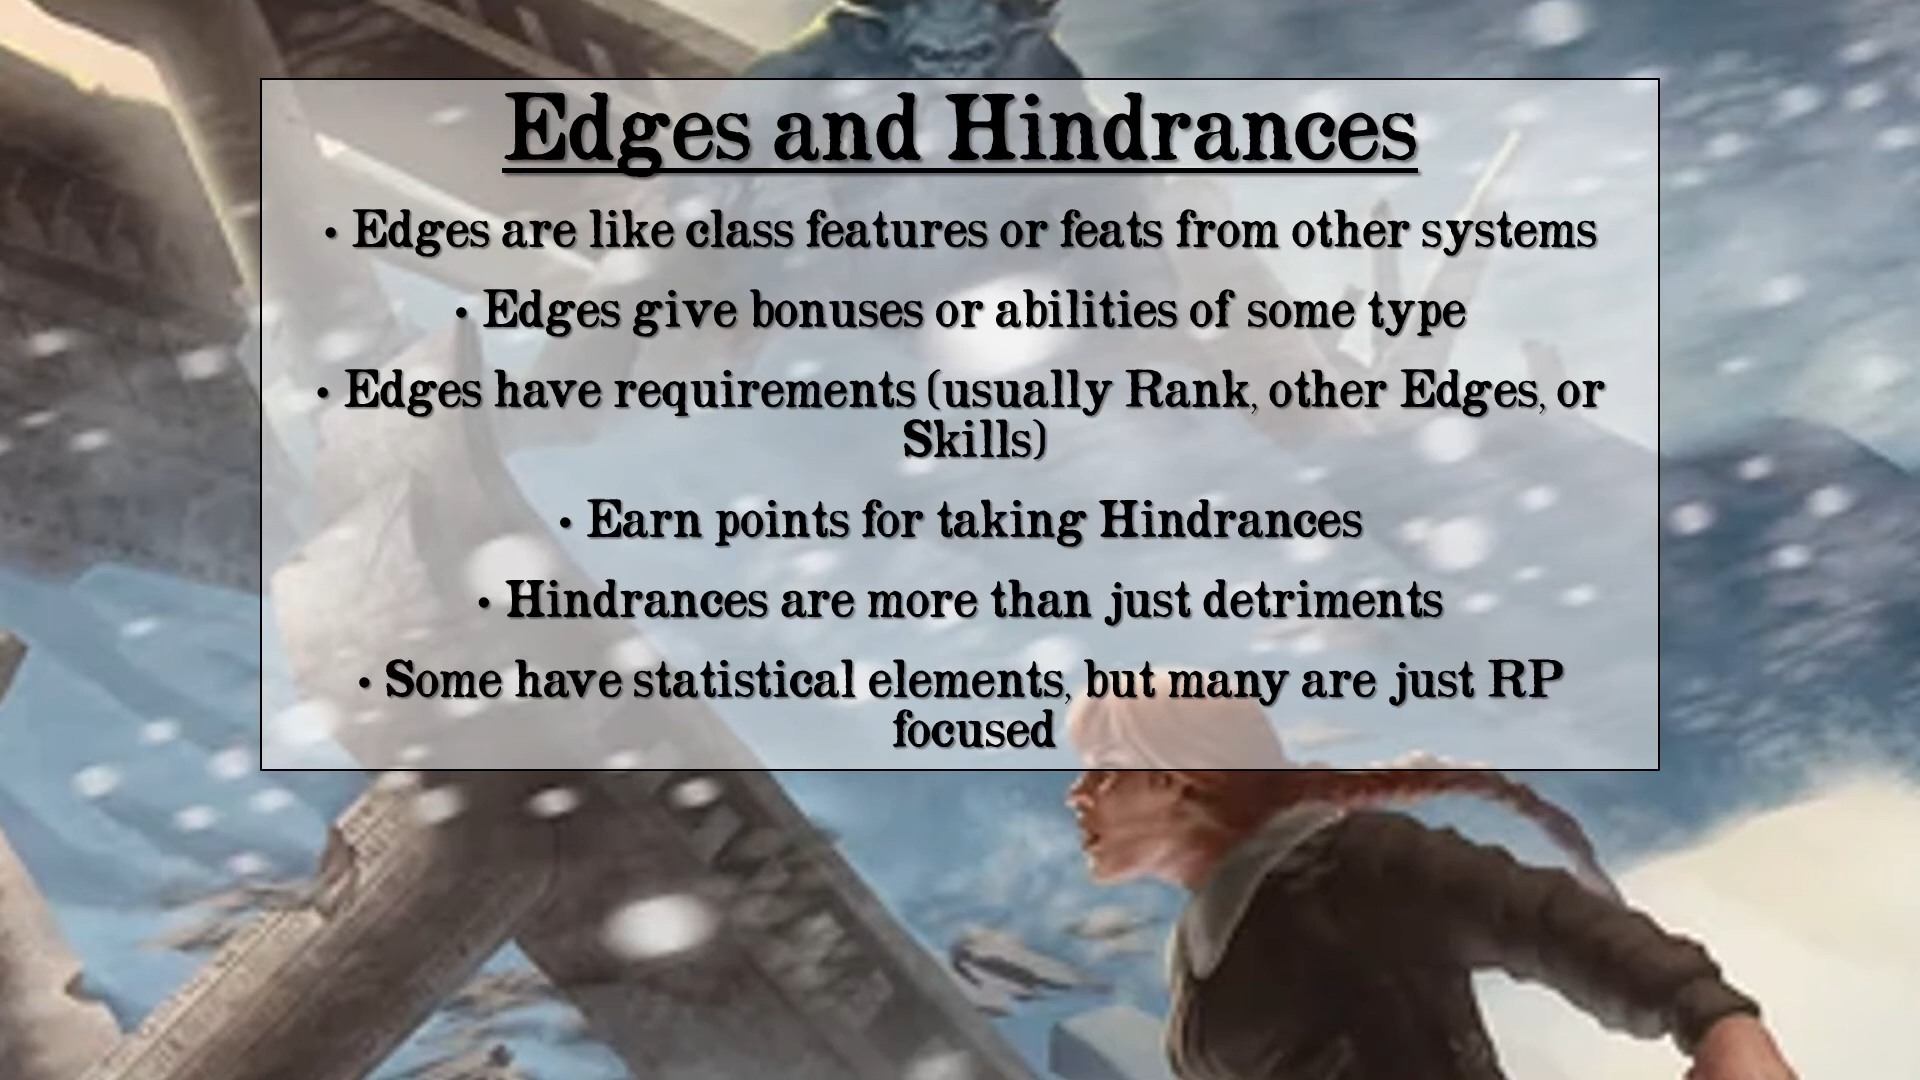 Edges and Hindrances
• Edges are like class features or feats from other systems
• Edges give bonuses or abilities of some type
• Edges have requirements (usually Rank, other Edges, or
Skills)
• Earn points for taking Hindrances
• Hindrances are more than just detriments
• Some have statistical elements, but many are just RP
focused